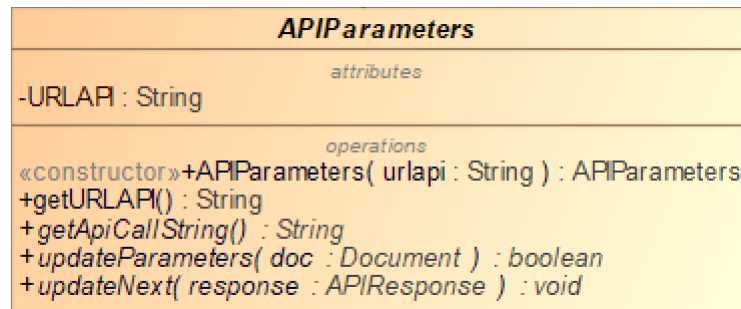 APIParameters
attributes
-URLAPI : String
operations
«constructor»+APIParameters( urlapi : String ) : APIParameters
+getURLAPI() : String
+getApiCallString() : String
+updateParameters( doc : Document ) : boolean
+updateNext( response : APIResponse ) : void